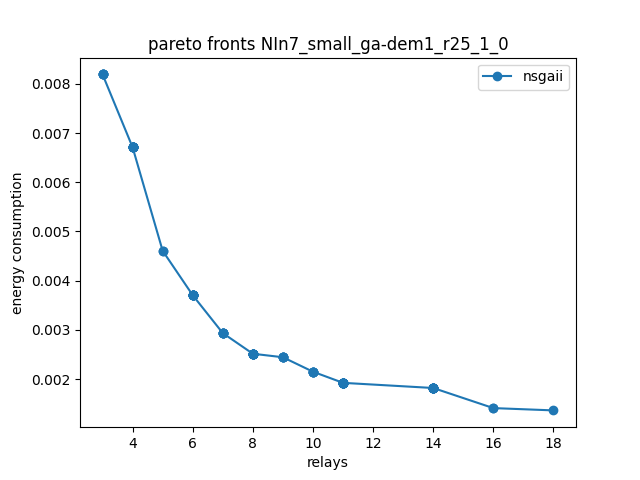 pareto fronts NIn7_small_ga-dem1_r25_1_0
nsgaii
0.008
0.007
0.006
0.005
0.004
0.003
0.002
energy consumption
4 6 8 10 12 14 16 18
relays